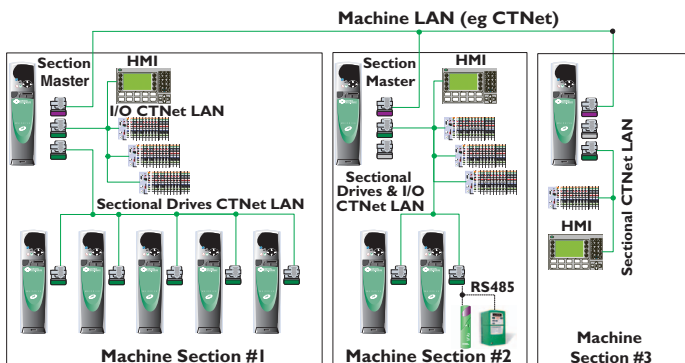 Machine LAN (eg CTNet)
Section
Master
HMI
I/O CTNet LAN
Sectional Drives CTNet LAN
Machine Section #1
Section
Master
HMI
Sectional
Drives & I/O
CTNet LAN
RS485
Machine Section #2
Sectional CTNet LAN
HMI
Machine
Section #3